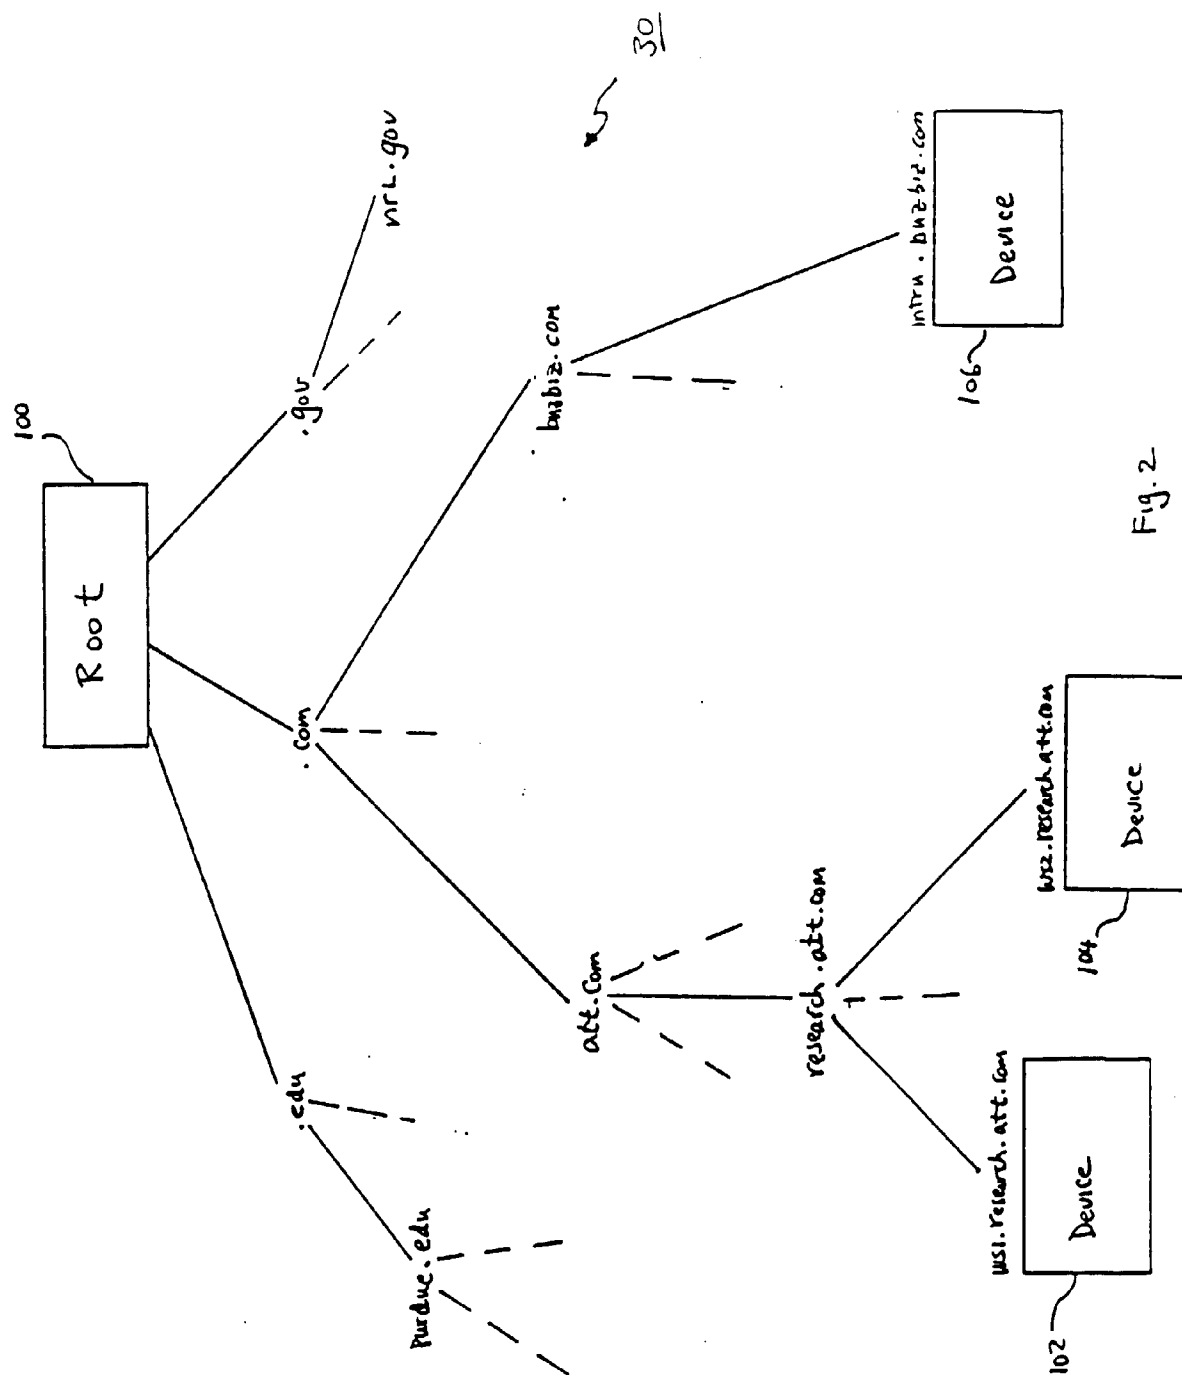 30
100
Root
.edu
.com
.gov
purdue.edu
att.com
buzbiz.com
nrl.gov
research.att.com
ws1.research.att.com
Device
102
ws2.research.att.com
Device
104
intru.buzbiz.com
Device
106
Fig. 2